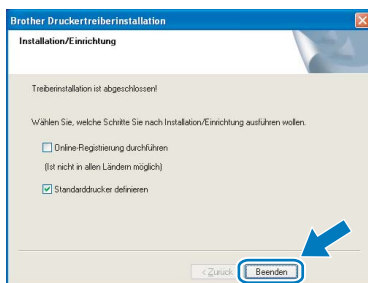 Brother Druckertreiberinstallation
Installation/Einrichtung
Treiberinstallation ist abgeschlossen!
Wählen Sie, welche Schritte Sie nach Installation/Einrichtung ausführen wollen.
Online-Registrierung durchführen
(Ist nicht in allen Ländern möglich)
Standarddrucker definieren
< Zurück
Beenden